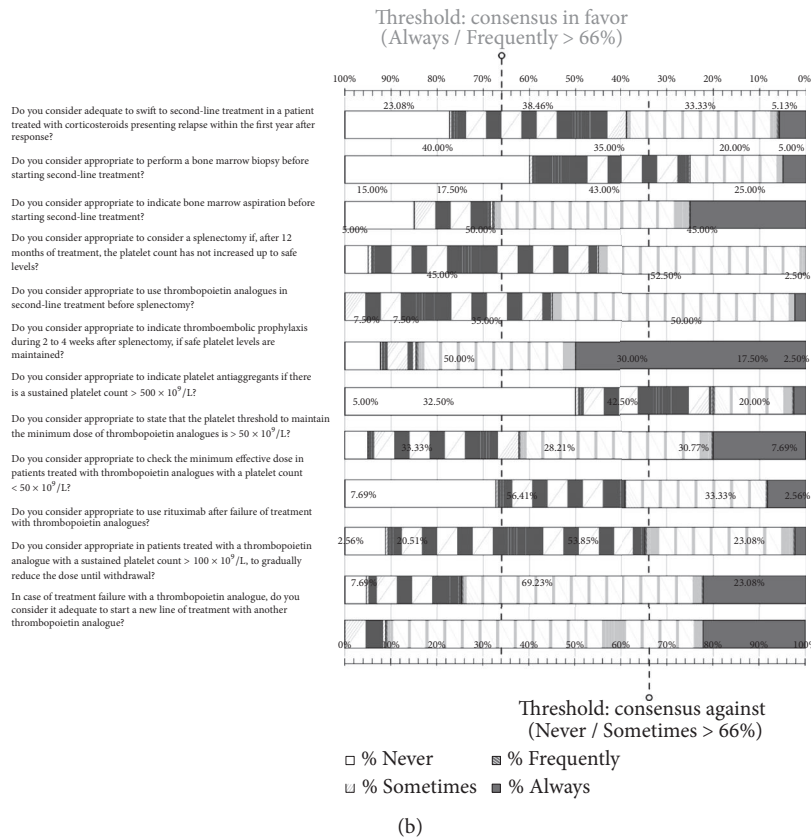 Threshold: consensus in favor
(Always / Frequently > 66%)
100% 90% 80% 70% 60% 50% 40% 30% 20% 10% 0%
23.08% 38.46% 33.33% 5.13%
Do you consider adequate to swift to second-line treatment in a patient
treated with corticosteroids presenting relapse within the first year after
response?
40.00% 35.00% 20.00% 5.00%
Do you consider appropriate to perform a bone marrow biopsy before
starting second-line treatment?
15.00% 17.50% 43.00% 25.00%
Do you consider appropriate to indicate bone marrow aspiration before
starting second-line treatment?
5.00% 50.00% 45.00%
Do you consider appropriate to consider a splenectomy if, after 12
months of treatment, the platelet count has not increased up to safe
levels?
45.00% 52.50% 2.50%
Do you consider appropriate to use thrombopoietin analogues in
second-line treatment before splenectomy?
7.50% 7.50% 35.00% 50.00%
Do you consider appropriate to indicate thromboembolic prophylaxis
during 2 to 4 weeks after splenectomy, if safe platelet levels are
maintained?
50.00% 30.00% 17.50% 2.50%
Do you consider appropriate to indicate platelet antiaggregants if there
is a sustained platelet count > 500 × 10⁹/L?
5.00% 32.50% 42.50% 20.00%
Do you consider appropriate to state that the platelet threshold to maintain
the minimum dose of thrombopoietin analogues is > 50 × 10⁹/L?
33.33% 28.21% 30.77% 7.69%
Do you consider appropriate to check the minimum effective dose in
patients treated with thrombopoietin analogues with a platelet count
< 50 × 10⁹/L?
7.69% 56.41% 33.33% 2.56%
Do you consider appropriate to use rituximab after failure of treatment
with thrombopoietin analogues?
2.56% 20.51% 53.85% 23.08%
Do you consider appropriate in patients treated with a thrombopoietin
analogue with a sustained platelet count > 100 × 10⁹/L, to gradually
reduce the dose until withdrawal?
7.69% 69.23% 23.08%
In case of treatment failure with a thrombopoietin analogue, do you
consider it adequate to start a new line of treatment with another
thrombopoietin analogue?
0% 10% 20% 30% 40% 50% 60% 70% 80% 90% 100%
Threshold: consensus against
(Never / Sometimes > 66%)
% Never % Frequently
% Sometimes % Always
(b)